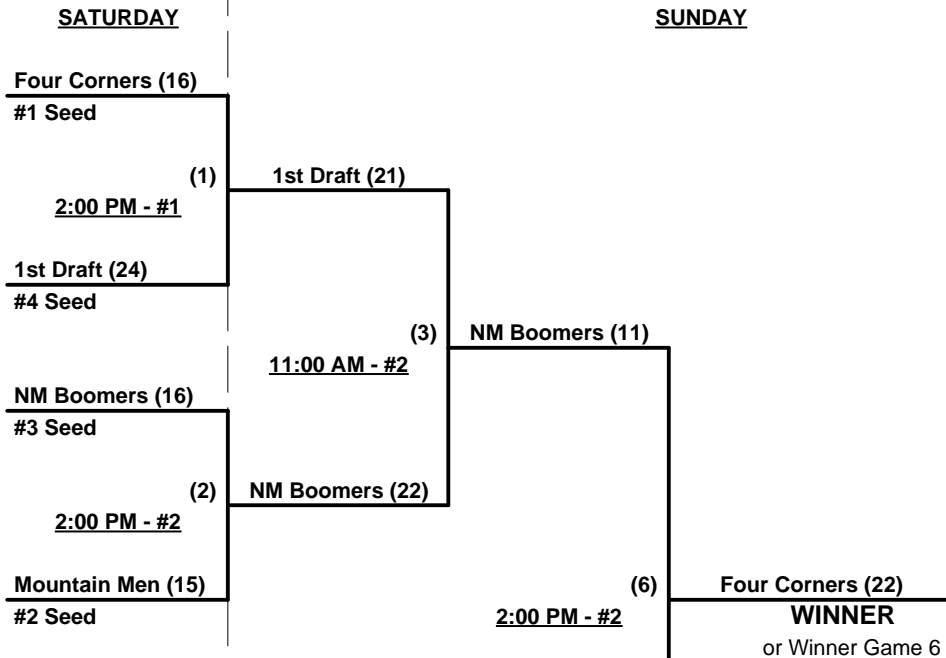 SATURDAY
SUNDAY
Four Corners (16)
#1 Seed
(1)
1st Draft (21)
2:00 PM - #1
1st Draft (24)
#4 Seed
(3)
NM Boomers (11)
11:00 AM - #2
NM Boomers (16)
#3 Seed
(2)
NM Boomers (22)
2:00 PM - #2
Mountain Men (15)
#2 Seed
(6)
Four Corners (22)
2:00 PM - #2
WINNER
or Winner Game 6